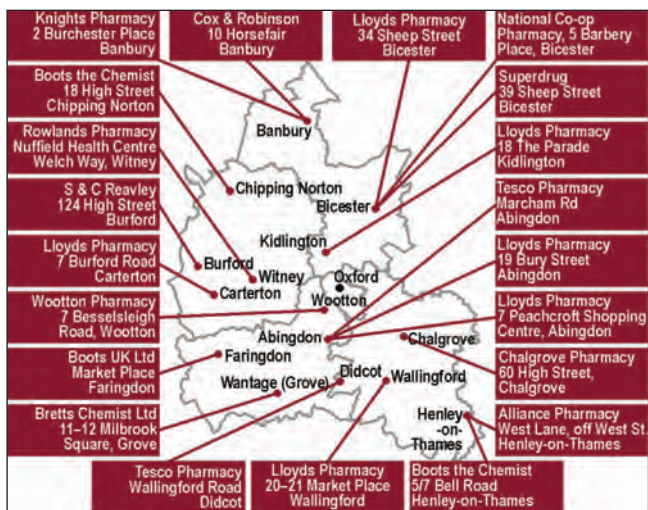 Knights Pharmacy
2 Burchester Place
Banbury
Cox & Robinson
10 Horsefair
Banbury
Lloyds Pharmacy
34 Sheep Street
Bicester
National Co-op
Pharmacy, 5 Barbery
Place, Bicester
Boots the Chemist
18 High Street
Chipping Norton
Rowlands Pharmacy
Nuffield Health Centre
Welch Way, Witney
S & C Reavley
124 High Street
Burford
Lloyds Pharmacy
7 Burford Road
Carterton
Wootton Pharmacy
7 Besselsleigh
Road, Wootton
Boots UK Ltd
Market Place
Faringdon
Bretts Chemist Ltd
11–12 Milbrook
Square, Grove
Banbury
Chipping Norton
Bicester
Kidlington
Burford
Witney
Carterton
Oxford
Wootton
Abingdon
Chalgrove
Faringdon
Didcot
Wallingford
Wantage (Grove)
Henley
-on-
Thames
Superdrug
39 Sheep Street
Bicester
Lloyds Pharmacy
18 The Parade
Kidlington
Tesco Pharmacy
Marcham Rd
Abingdon
Lloyds Pharmacy
19 Bury Street
Abingdon
Lloyds Pharmacy
7 Peachcroft Shopping
Centre, Abingdon
Chalgrove Pharmacy
60 High Street,
Chalgrove
Alliance Pharmacy
West Lane, off West St.
Henley-on-Thames
Tesco Pharmacy
Wallingford Road
Didcot
Lloyds Pharmacy
20–21 Market Place
Wallingford
Boots the Chemist
5/7 Bell Road
Henley-on-Thames